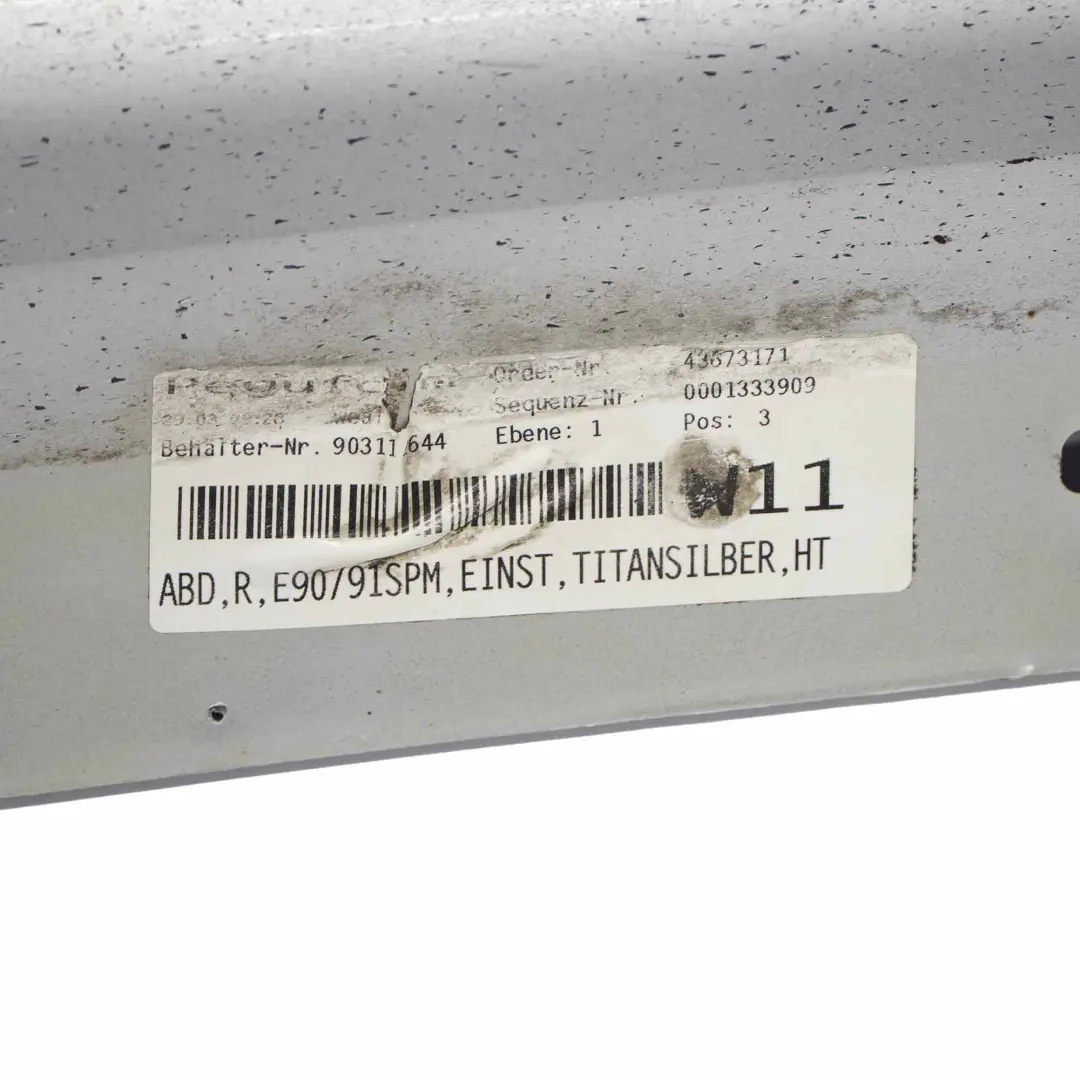 Order-Nr. 43673171
Sequenz-Nr. 0001333909
Behälter-Nr. 90311644 Ebene: 1 Pos: 3
W11
ABD,R,E90/91SPM,EINST,TITANSILBER,HT